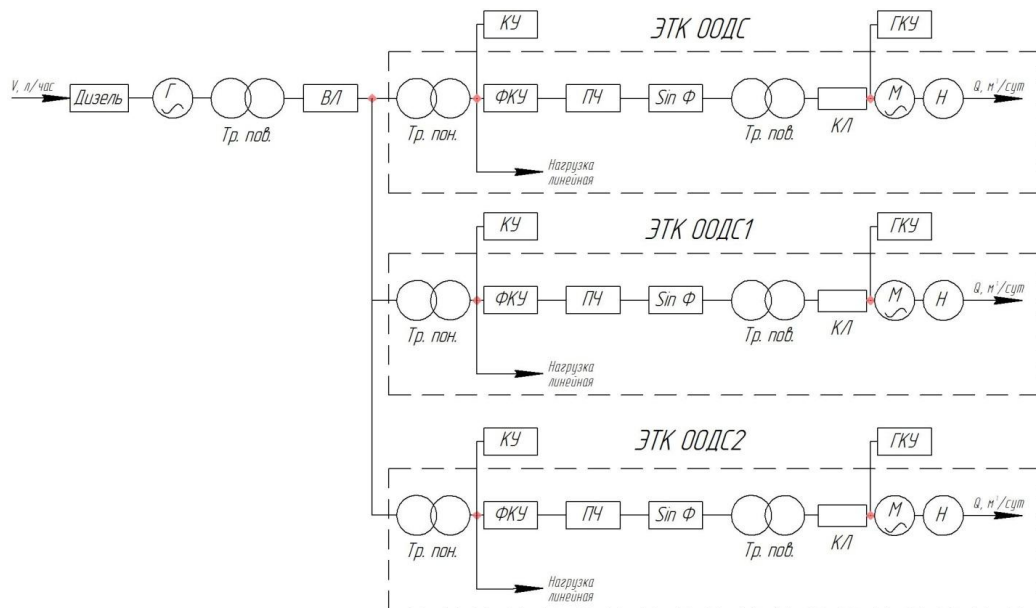 КУ
ЭТК ООДС
ГКУ
V, л/час
Дизель
Г
Тр. пов.
ВЛ
Тр. пон.
ФКУ
ПЧ
Sin Ф
Тр. пов.
КЛ
М
Н
Q, м³/сут
Нагрузка
линейная
КУ
ЭТК ООДС1
ГКУ
Тр. пон.
ФКУ
ПЧ
Sin Ф
Тр. пов.
КЛ
М
Н
Q, м³/сут
Нагрузка
линейная
КУ
ЭТК ООДС2
ГКУ
Тр. пон.
ФКУ
ПЧ
Sin Ф
Тр. пов.
КЛ
М
Н
Q, м³/сут
Нагрузка
линейная